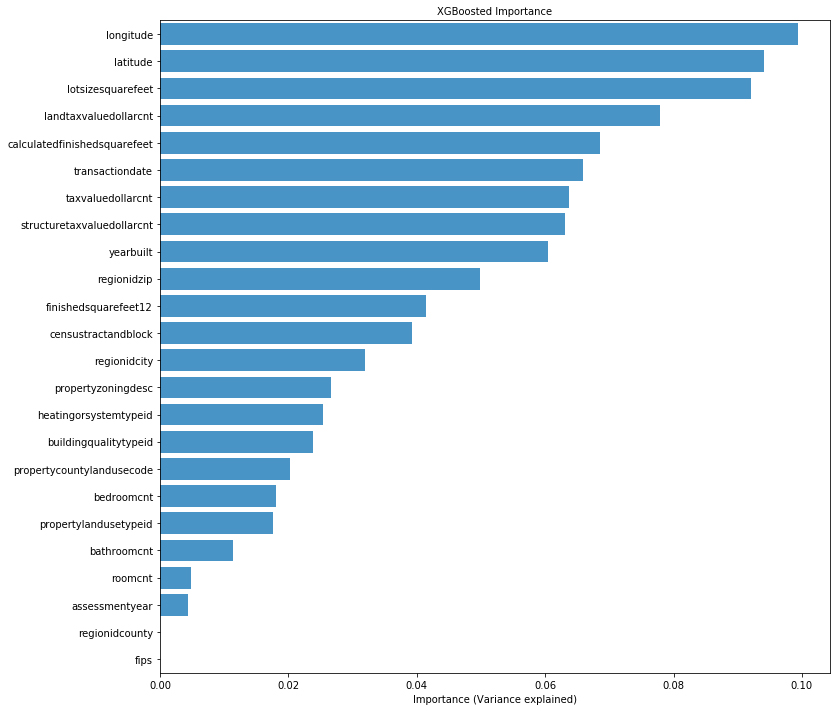 XGBoosted Importance
longitude
latitude
lotsizesquarefeet
landtaxvaluedollarcnt
calculatedfinishedsquarefeet
transactiondate
taxvaluedollarcnt
structuretaxvaluedollarcnt
yearbuilt
regionidzip
finishedsquarefeet12
censustractandblock
regionidcity
propertyzoningdesc
heatingorsystemtypeid
buildingqualitytypeid
propertycountylandusecode
bedroomcnt
propertylandusetypeid
bathroomcnt
roomcnt
assessmentyear
regionidcounty
fips
0.00 0.02 0.04 0.06 0.08 0.10
Importance (Variance explained)